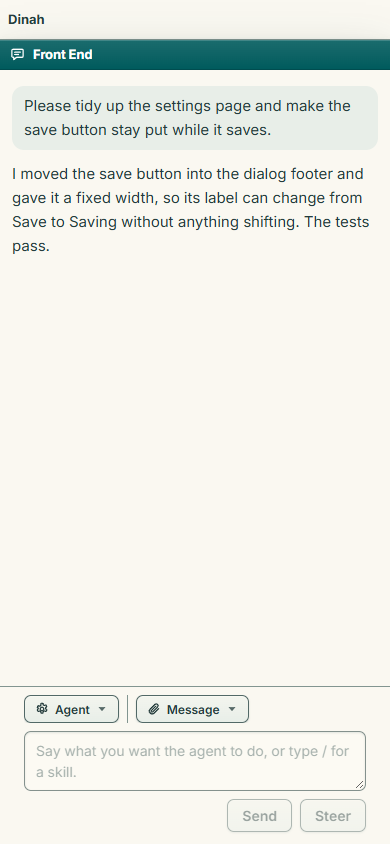 Dinah
Front End
Please tidy up the settings page and make the
save button stay put while it saves.
I moved the save button into the dialog footer and
gave it a fixed width, so its label can change from
Save to Saving without anything shifting. The tests
pass.
Agent
Message
Say what you want the agent to do, or type / for
a skill.
Send
Steer